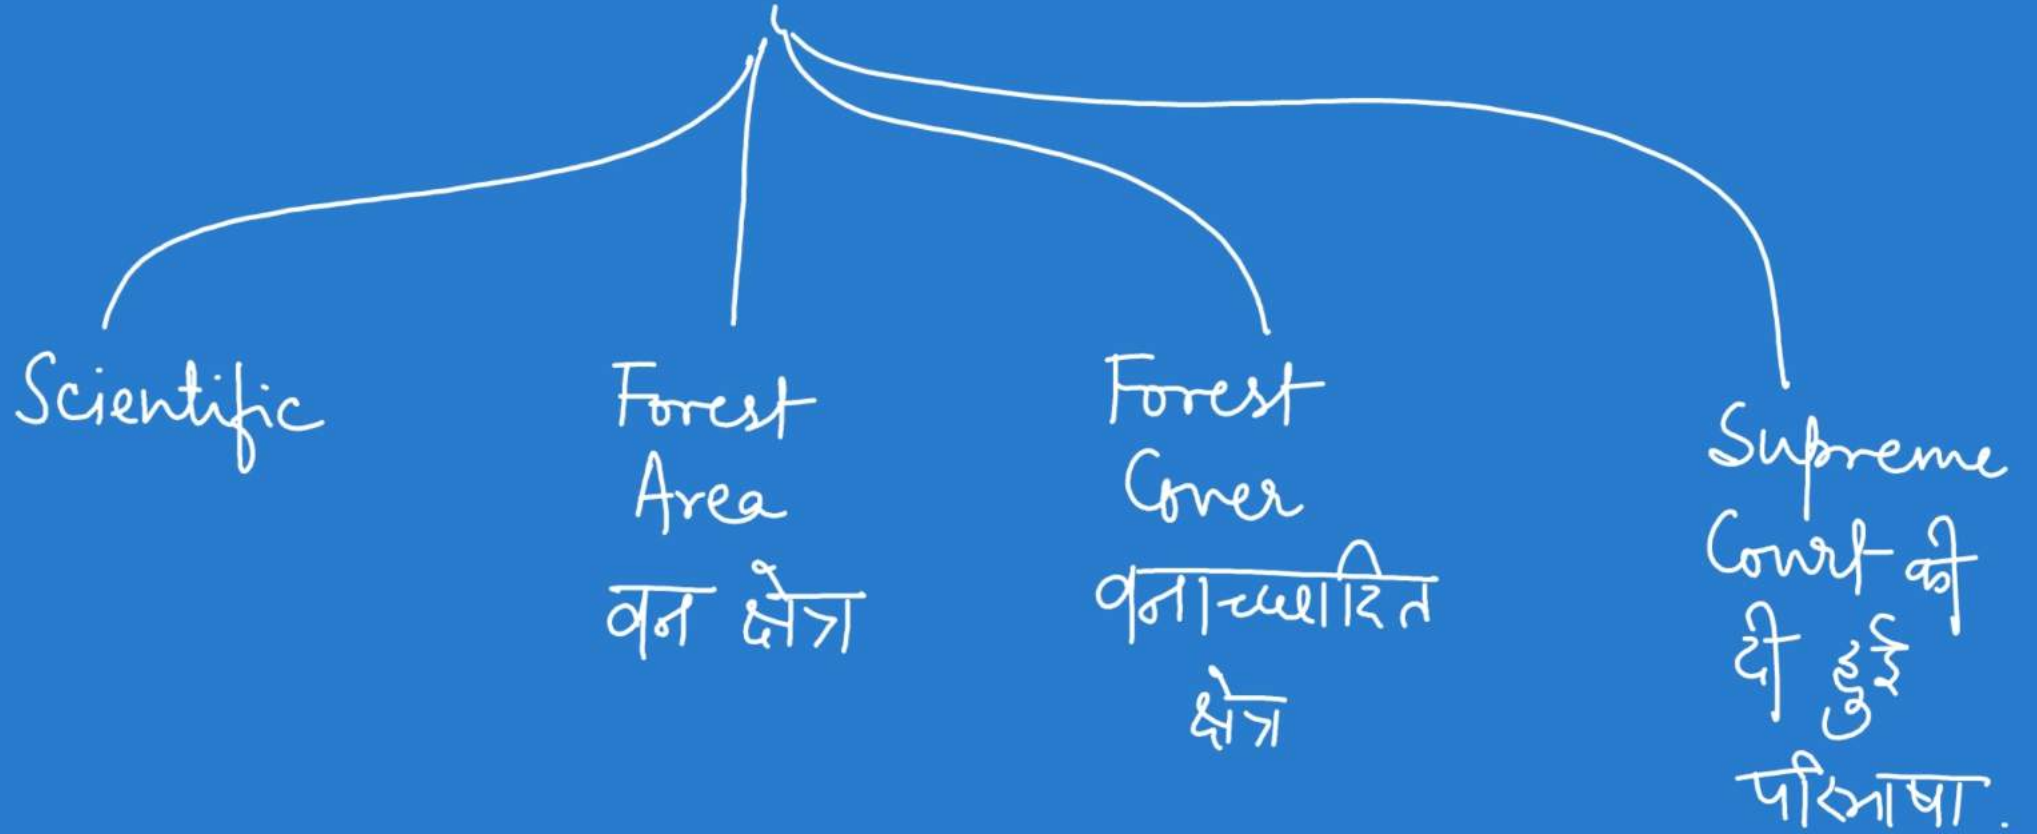 Scientific
Forest
Area
वन क्षेत्र
Forest
Cover
वनाच्छादित
क्षेत्र
Supreme
Court की
दी हुई
परिभाषा.